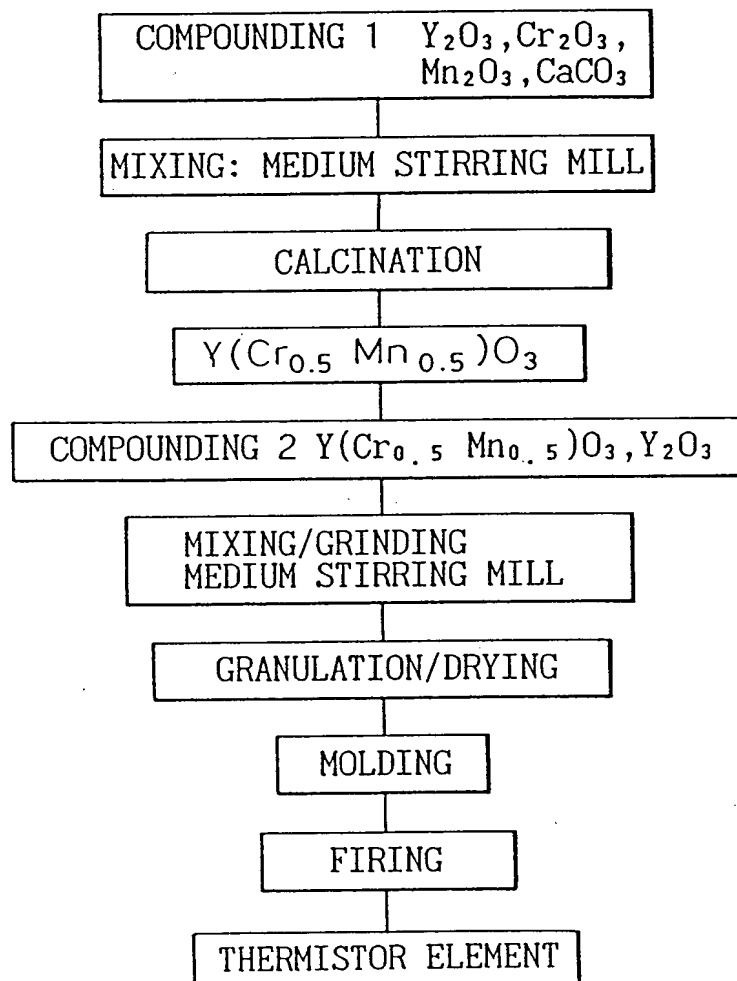 COMPOUNDING 1 Y₂O₃,Cr₂O₃,
Mn₂O₃,CaCO₃
MIXING: MEDIUM STIRRING MILL
CALCINATION
Y(Cr₀.₅ Mn₀.₅)O₃
COMPOUNDING 2 Y(Cr₀.₅ Mn₀.₅)O₃,Y₂O₃
MIXING/GRINDING
MEDIUM STIRRING MILL
GRANULATION/DRYING
MOLDING
FIRING
THERMISTOR ELEMENT